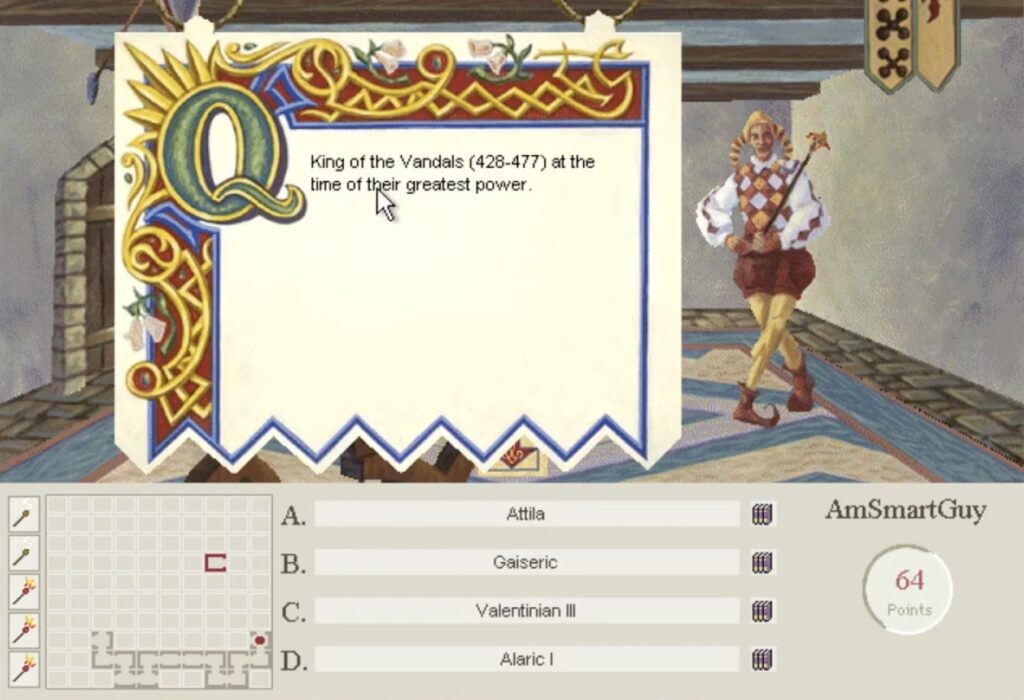 Q
King of the Vandals (428-477) at the
time of their greatest power.
A. Attila
B. Gaiseric
C. Valentinian III
D. Alaric I
AmSmartGuy
64
Points